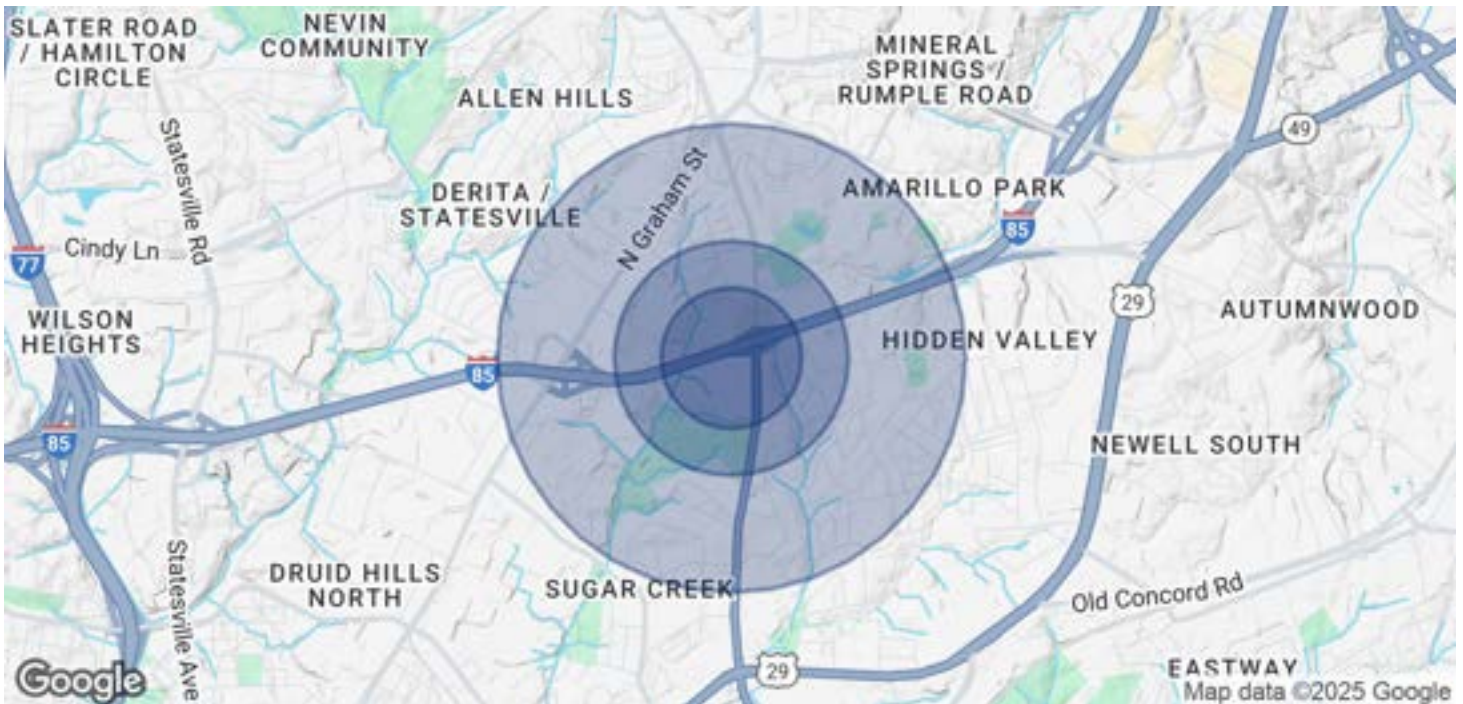 SLATER ROAD
/ HAMILTON
CIRCLE
NEVIN
COMMUNITY
MINERAL
SPRINGS /
RUMPLE ROAD
ALLEN HILLS
49
Statesville Rd
N Graham St
DERITA /
STATESVILLE
AMARILLO PARK
85
Cindy Ln
77
29
AUTUMNWOOD
WILSON
HEIGHTS
HIDDEN VALLEY
85
85
NEWELL SOUTH
Statesville Ave
DRUID HILLS
NORTH
SUGAR CREEK
Old Concord Rd
29
EASTWAY
Google
Map data ©2025 Google